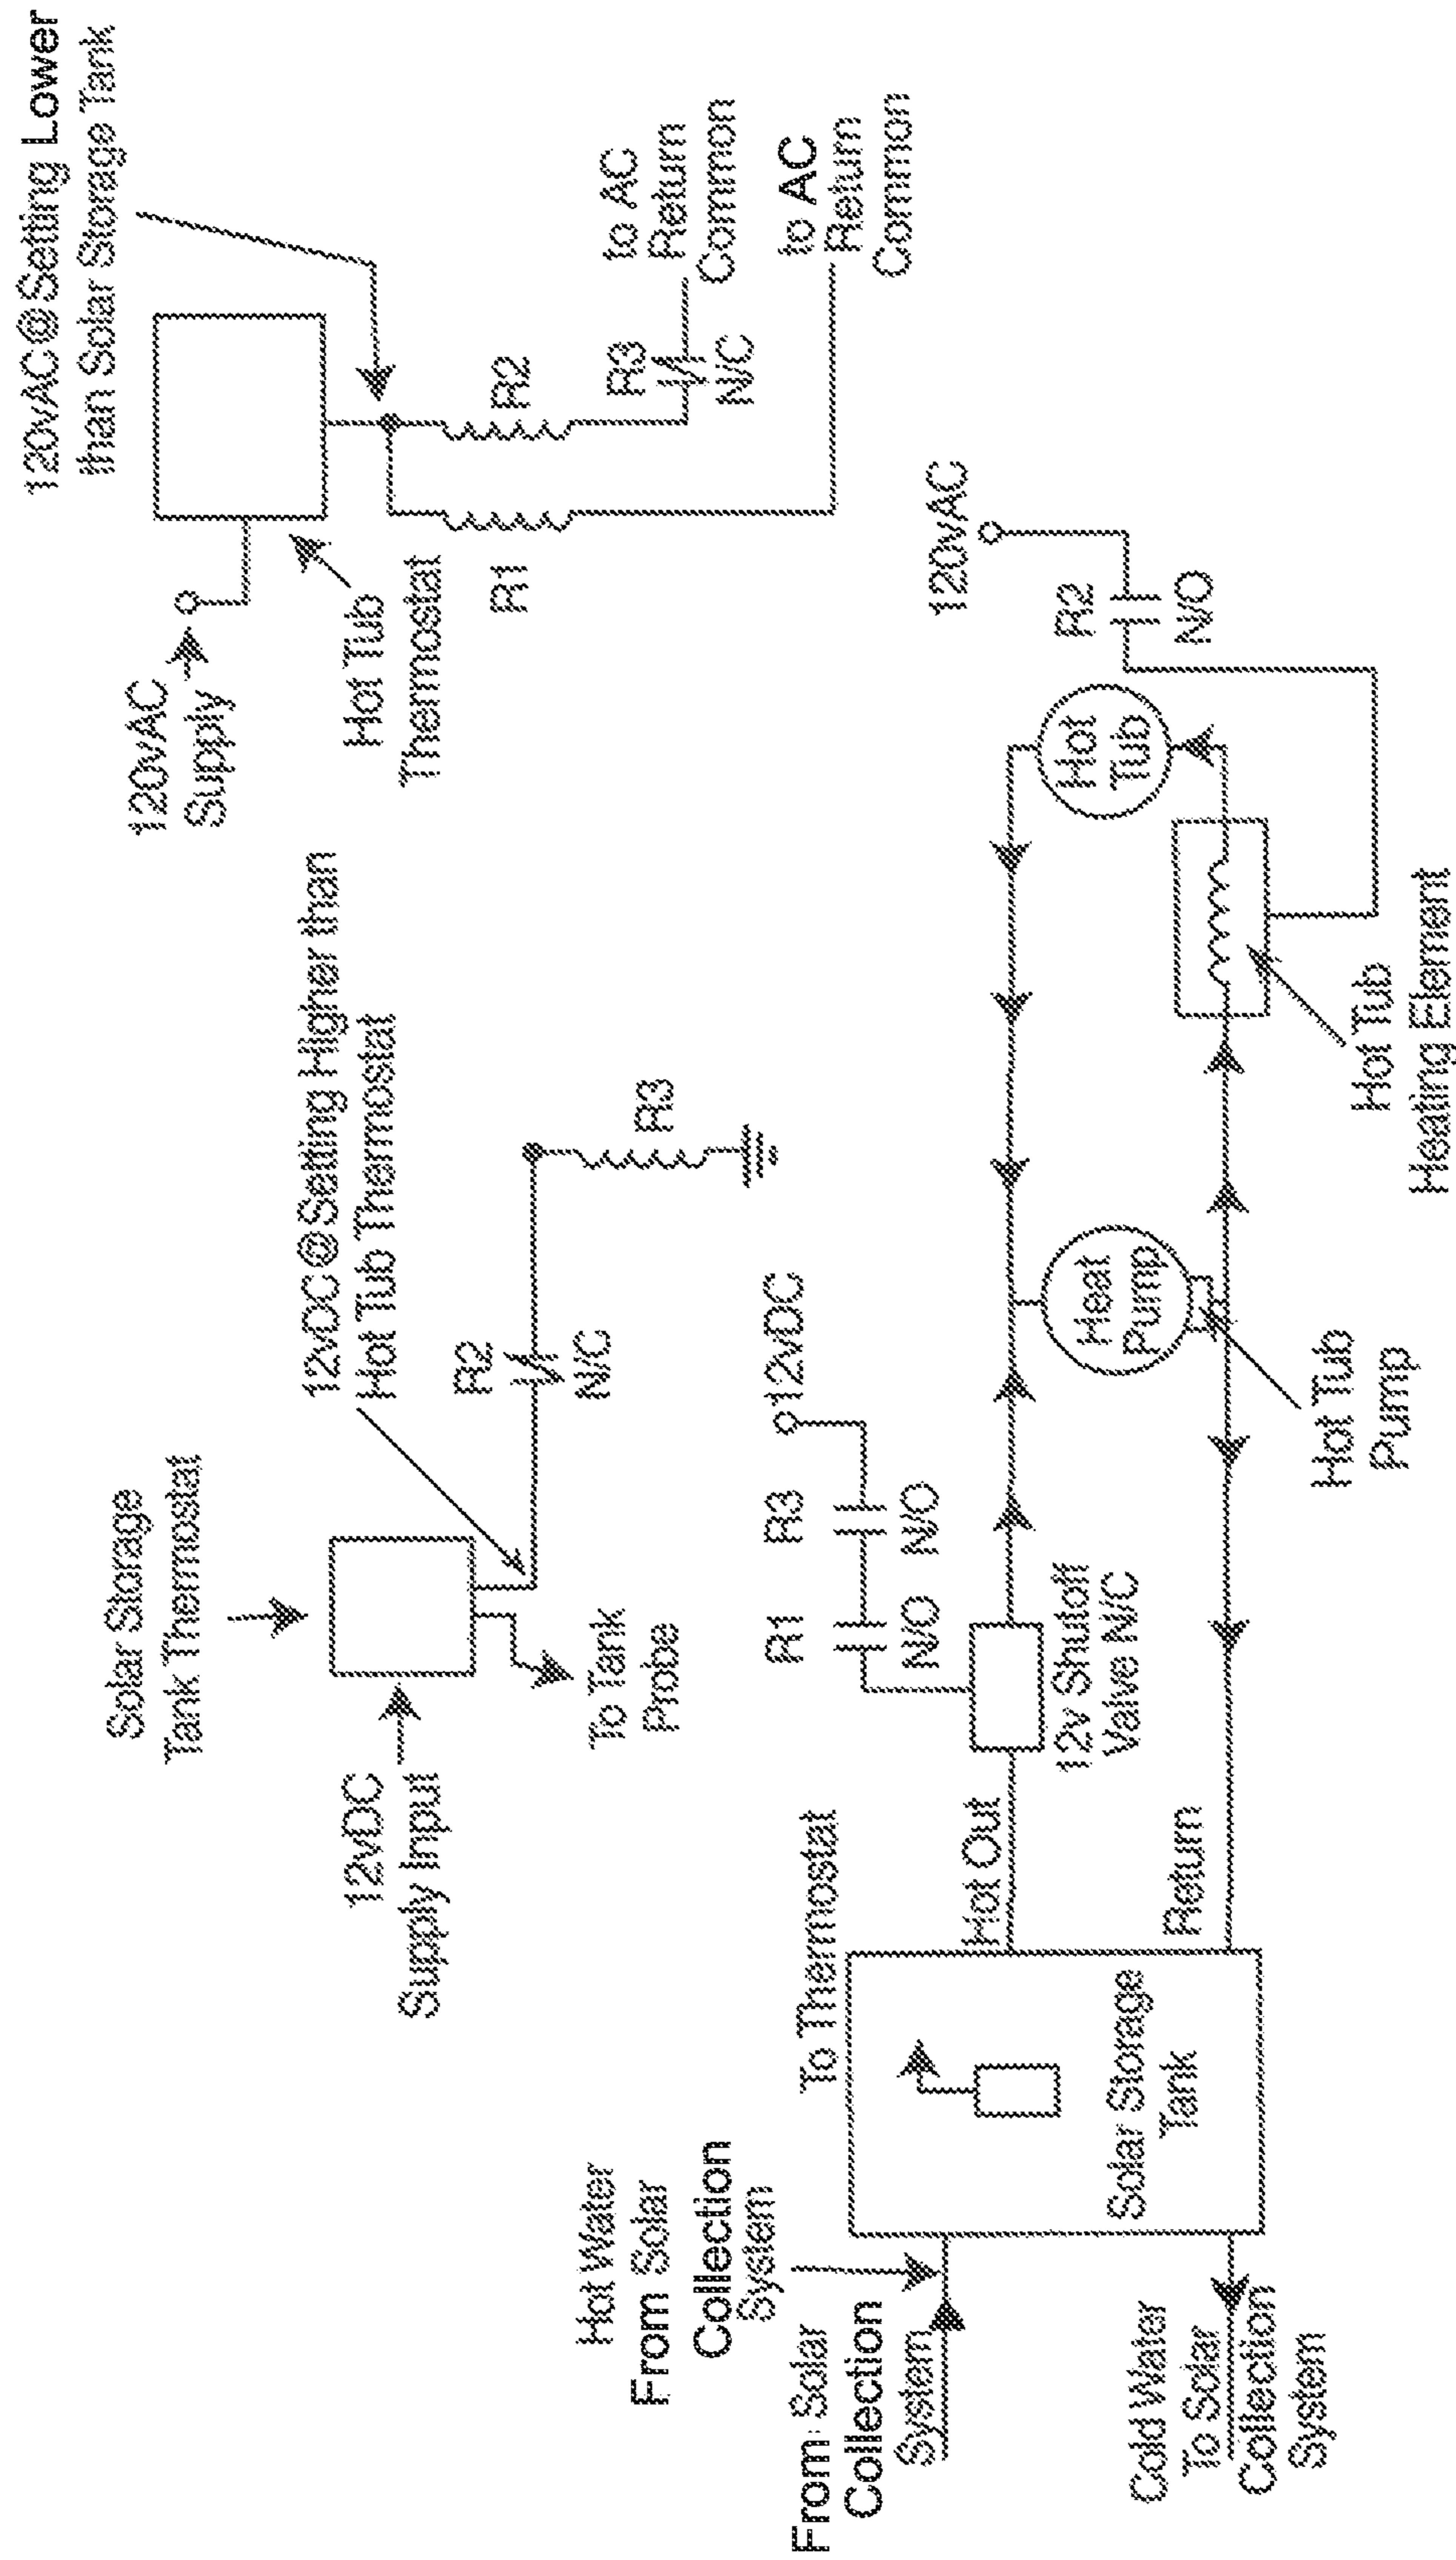 Solar Storage
Tank Thermostat
12vDC
Supply Input
To Tank
Probe
12vDC@Setting Higher than
Hot Tub Thermostat
R2
N/C
R3
120vAC
Supply
Hot Tub
Thermostat
120vAC@Setting Lower
than Solar Storage Tank
R1
R2
R3
N/C
to AC
Return
Common
to AC
Return
Common
Hot Water
From Solar
Collection
System
From Solar
Collection
System
Cold Water
To Solar
Collection
System
To Thermostat
Solar Storage
Tank
Hot Out
Return
R1
N/O
R3
N/O
12vDC
12v Shutoff
Valve N/C
Heat
Pump
Hot Tub
Pump
Hot
Tub
Hot Tub
Heating Element
120vAC
R2
N/O